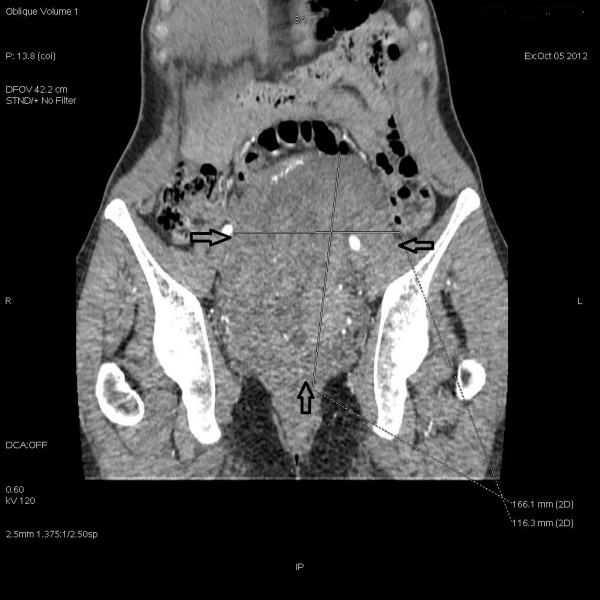 Oblique Volume 1
SA
P: 13.8 (coi)
Ex:Oct 05 2012
DFOV 42.2 cm
STND/+ No Filter
R
L
DCA:OFF
0.60
kV 120
166.1 mm (2D)
116.3 mm (2D)
2.5mm 1.375:1/2.50sp
IP